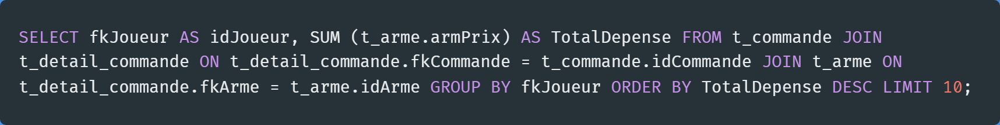 SELECT fkJoueur AS idJoueur, SUM (t_arme.armPrix) AS TotalDepense FROM t_commande JOIN
t_detail_commande ON t_detail_commande.fkCommande = t_commande.idCommande JOIN t_arme ON
t_detail_commande.fkArme = t_arme.idArme GROUP BY fkJoueur ORDER BY TotalDepense DESC LIMIT 10;